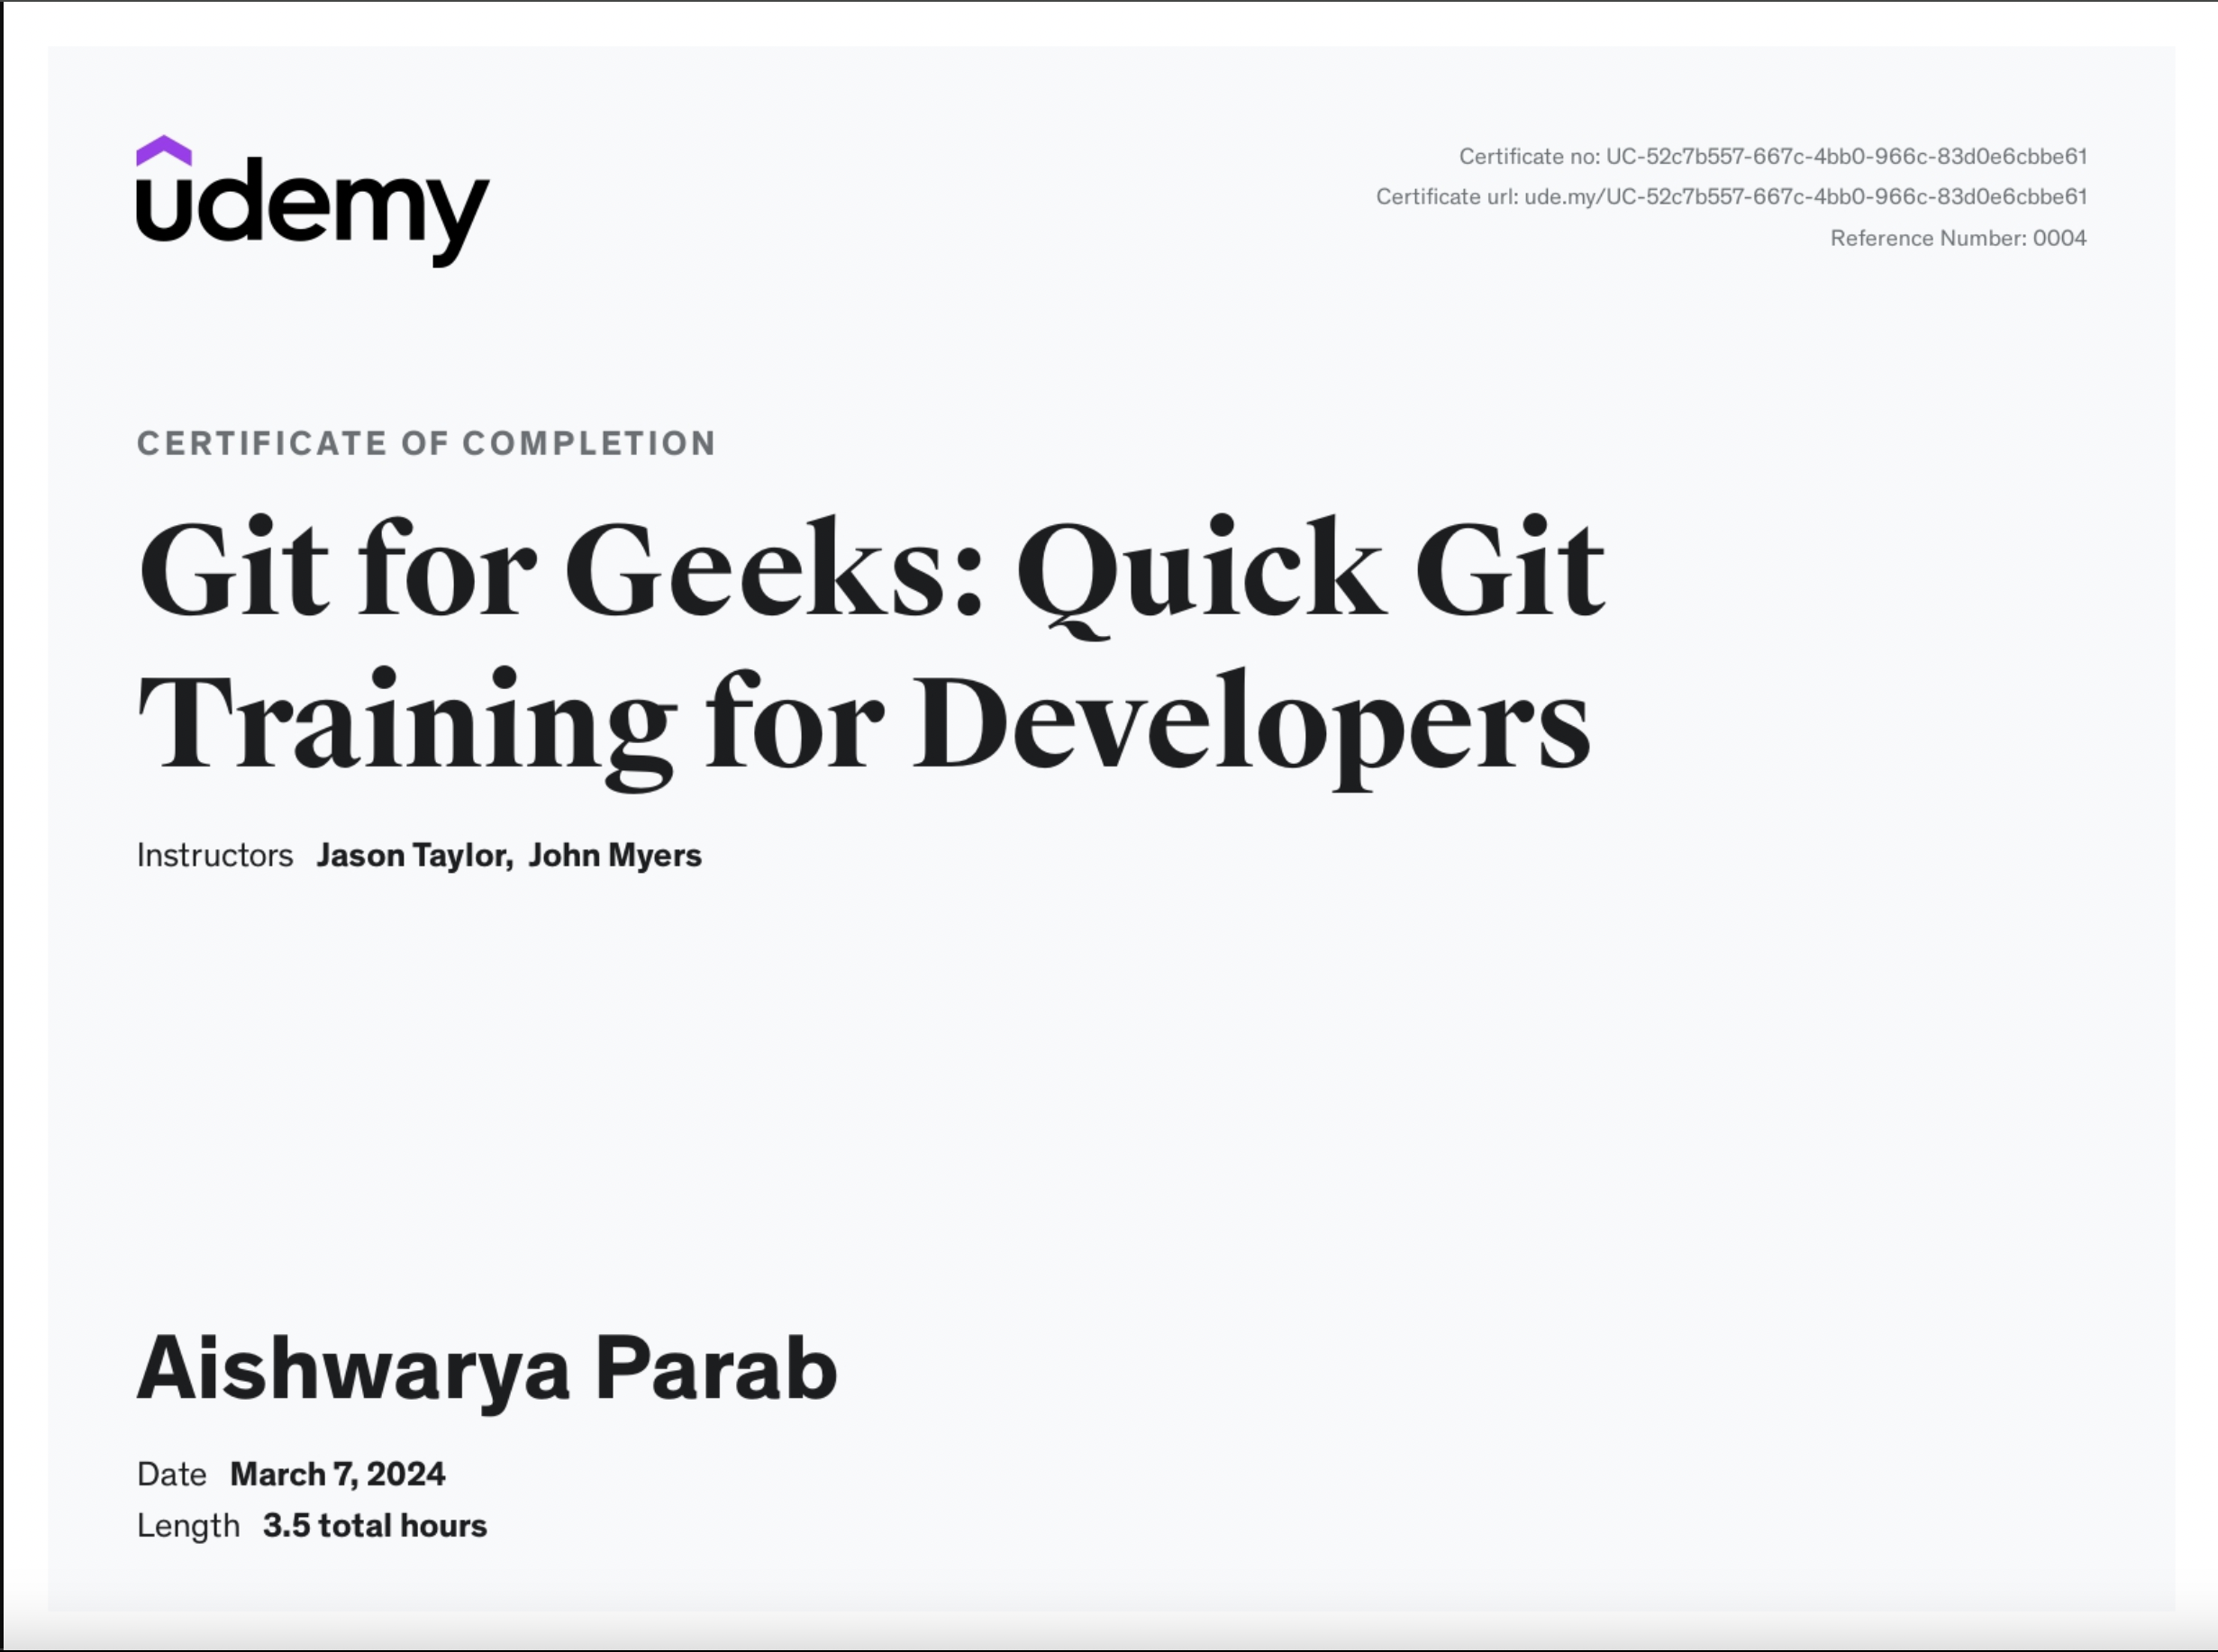 udemy
Certificate no: UC-52c7b557-667c-4bb0-966c-83d0e6cbbe61
Certificate url: ude.my/UC-52c7b557-667c-4bb0-966c-83d0e6cbbe61
Reference Number: 0004
CERTIFICATE OF COMPLETION
Git for Geeks: Quick Git
Training for Developers
Instructors Jason Taylor, John Myers
Aishwarya Parab
Date March 7, 2024
Length 3.5 total hours